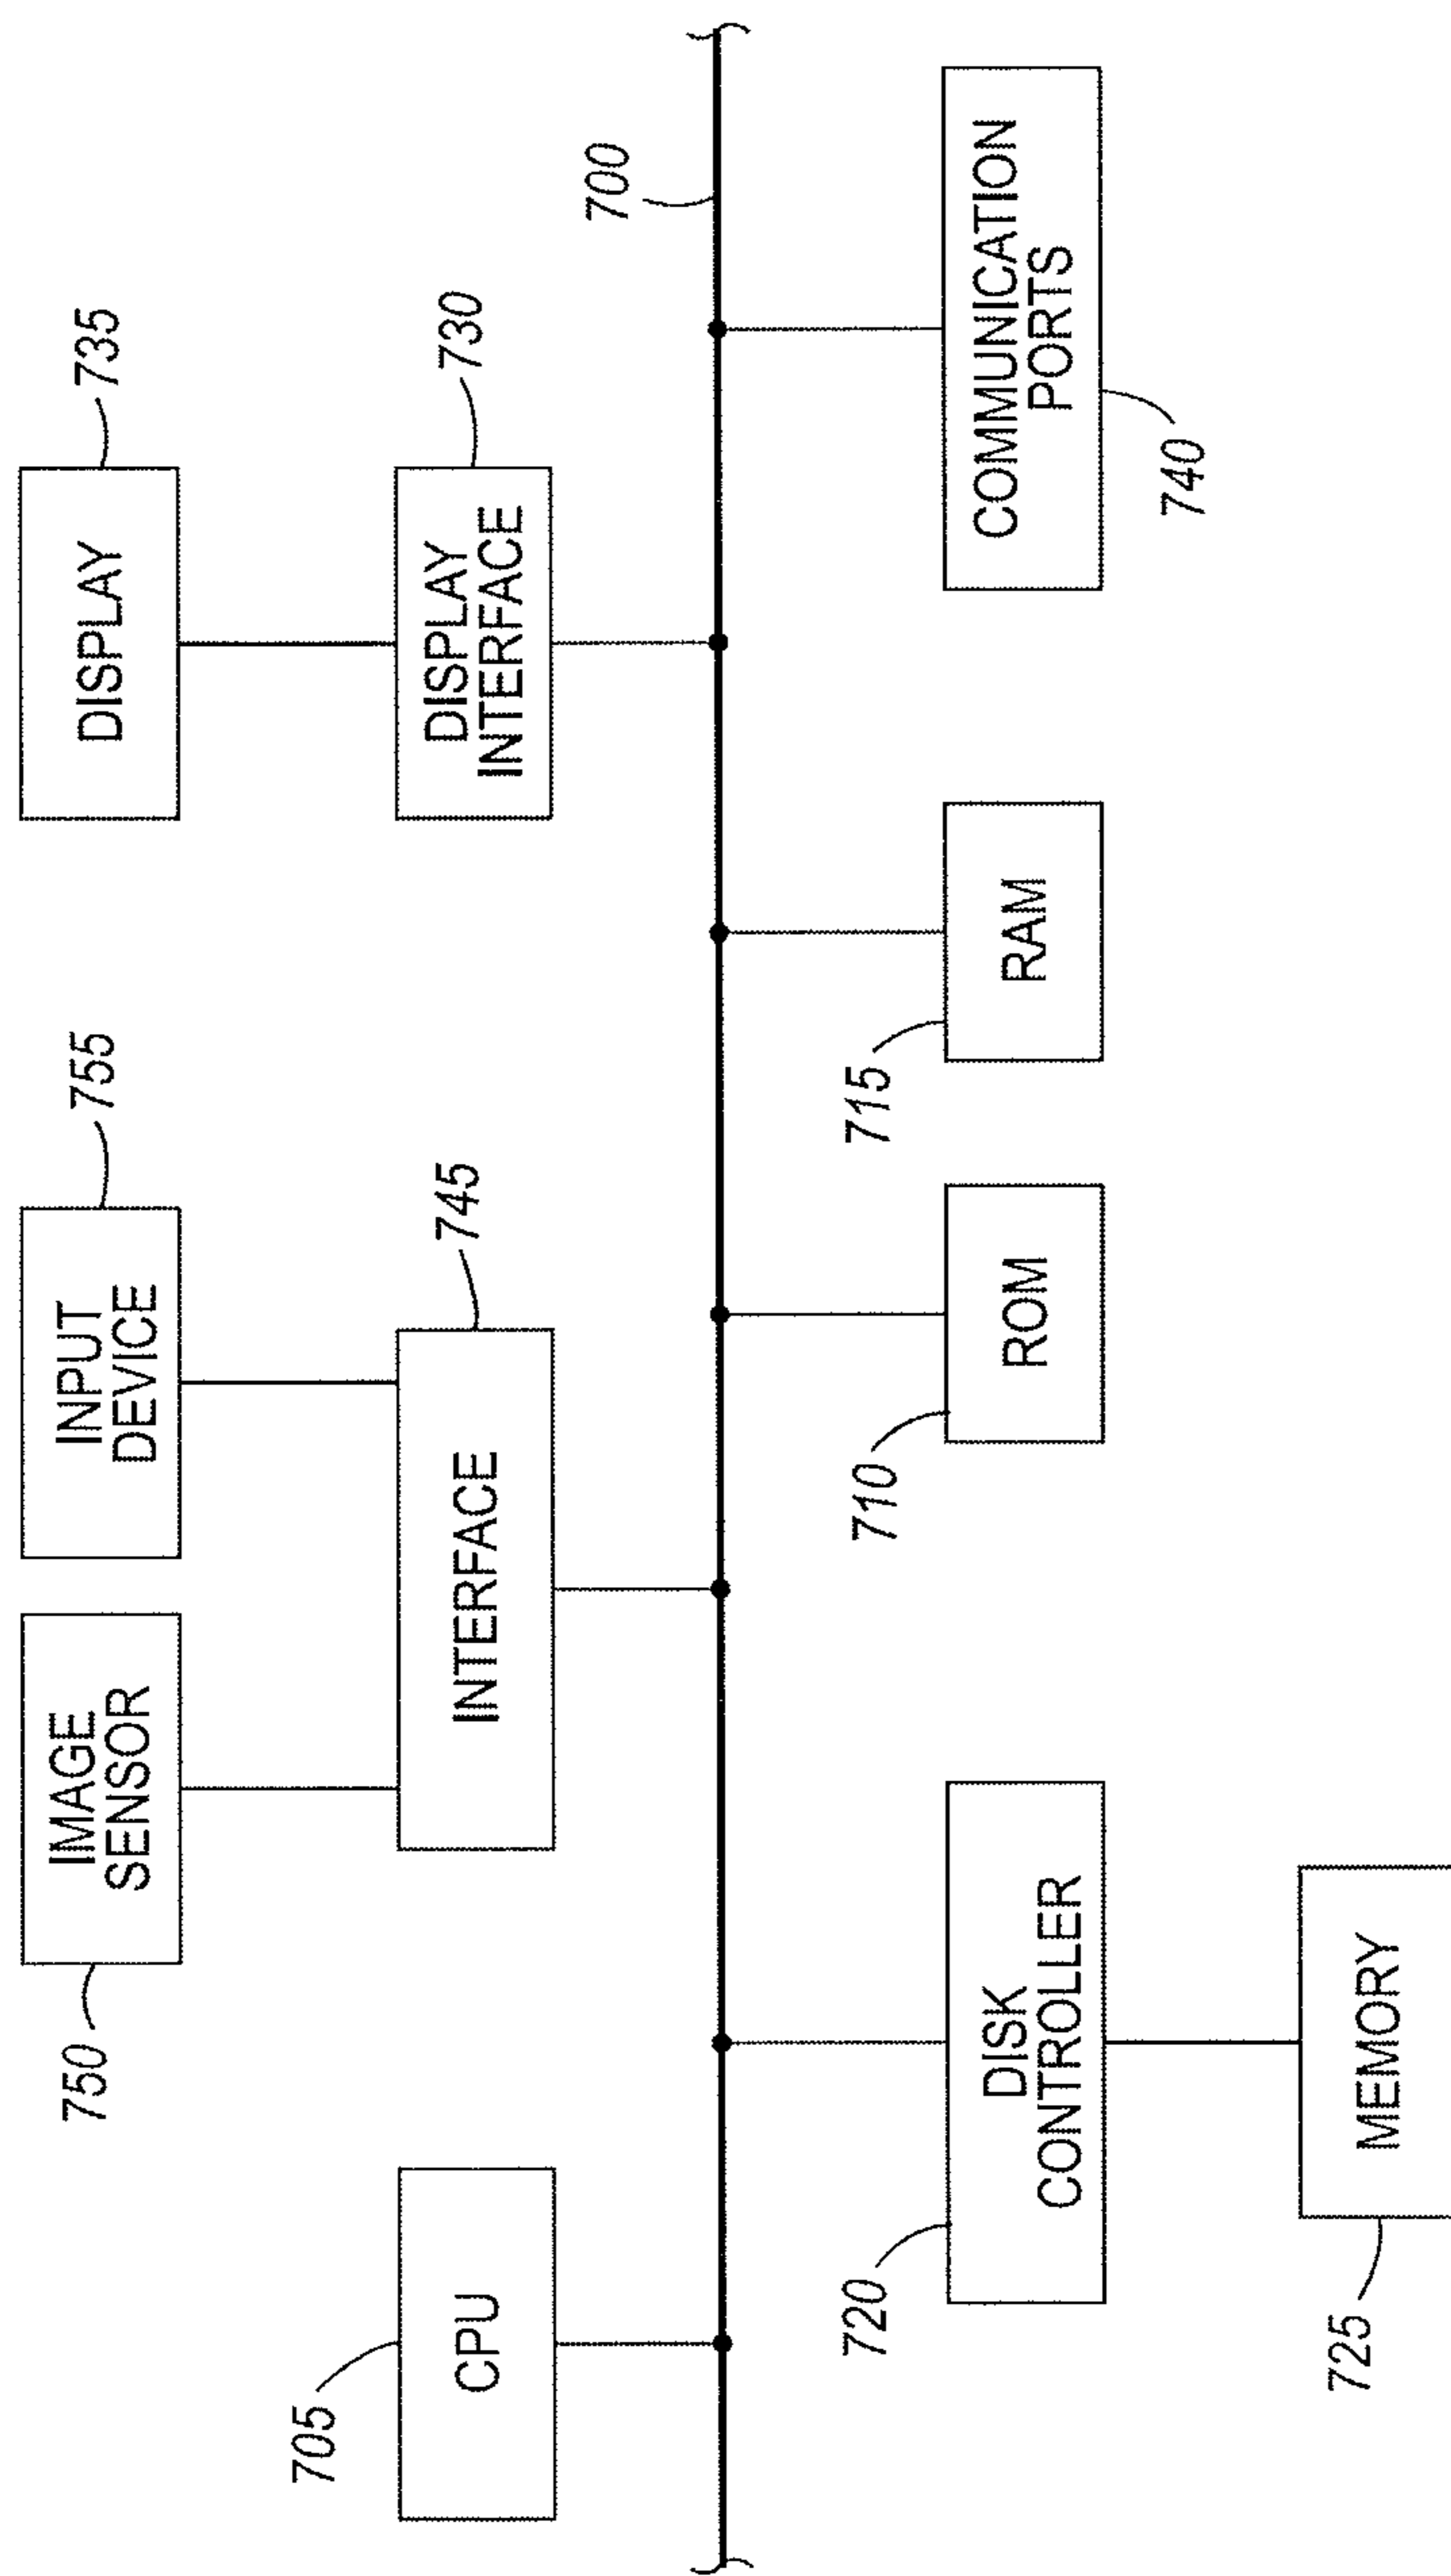 750
IMAGE
SENSOR
INPUT
DEVICE
755
DISPLAY
735
705
CPU
INTERFACE
745
DISPLAY
INTERFACE
730
700
720
DISK
CONTROLLER
710
ROM
715
RAM
COMMUNICATION
PORTS
740
725
MEMORY